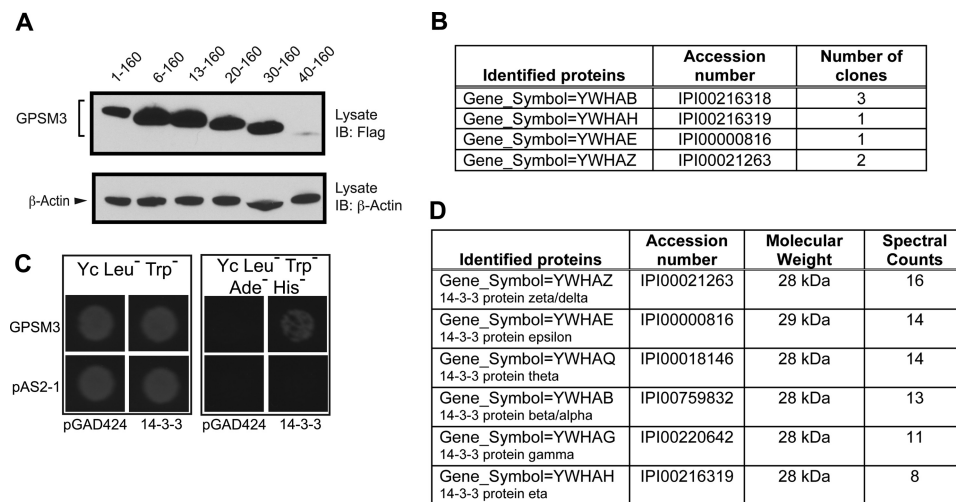 A
1-160 6-160 13-160 20-160 30-160 40-160
GPSM3
Lysate
IB: Flag
β-Actin
Lysate
IB: β-Actin
B
Identified proteins Accession number Number of clones
Gene_Symbol=YWHAB IPI00216318 3
Gene_Symbol=YWHAH IPI00216319 1
Gene_Symbol=YWHAE IPI00000816 1
Gene_Symbol=YWHAZ IPI00021263 2
C
Yc Leu⁻ Trp⁻
Yc Leu⁻ Trp⁻
Ade⁻ His⁻
GPSM3
pAS2-1
pGAD424 14-3-3 pGAD424 14-3-3
D
Identified proteins Accession number Molecular Weight Spectral Counts
Gene_Symbol=YWHAZ IPI00021263 28 kDa 16
14-3-3 protein zeta/delta
Gene_Symbol=YWHAE IPI00000816 29 kDa 14
14-3-3 protein epsilon
Gene_Symbol=YWHAQ IPI00018146 28 kDa 14
14-3-3 protein theta
Gene_Symbol=YWHAB IPI00759832 28 kDa 13
14-3-3 protein beta/alpha
Gene_Symbol=YWHAG IPI00220642 28 kDa 11
14-3-3 protein gamma
Gene_Symbol=YWHAH IPI00216319 28 kDa 8
14-3-3 protein eta